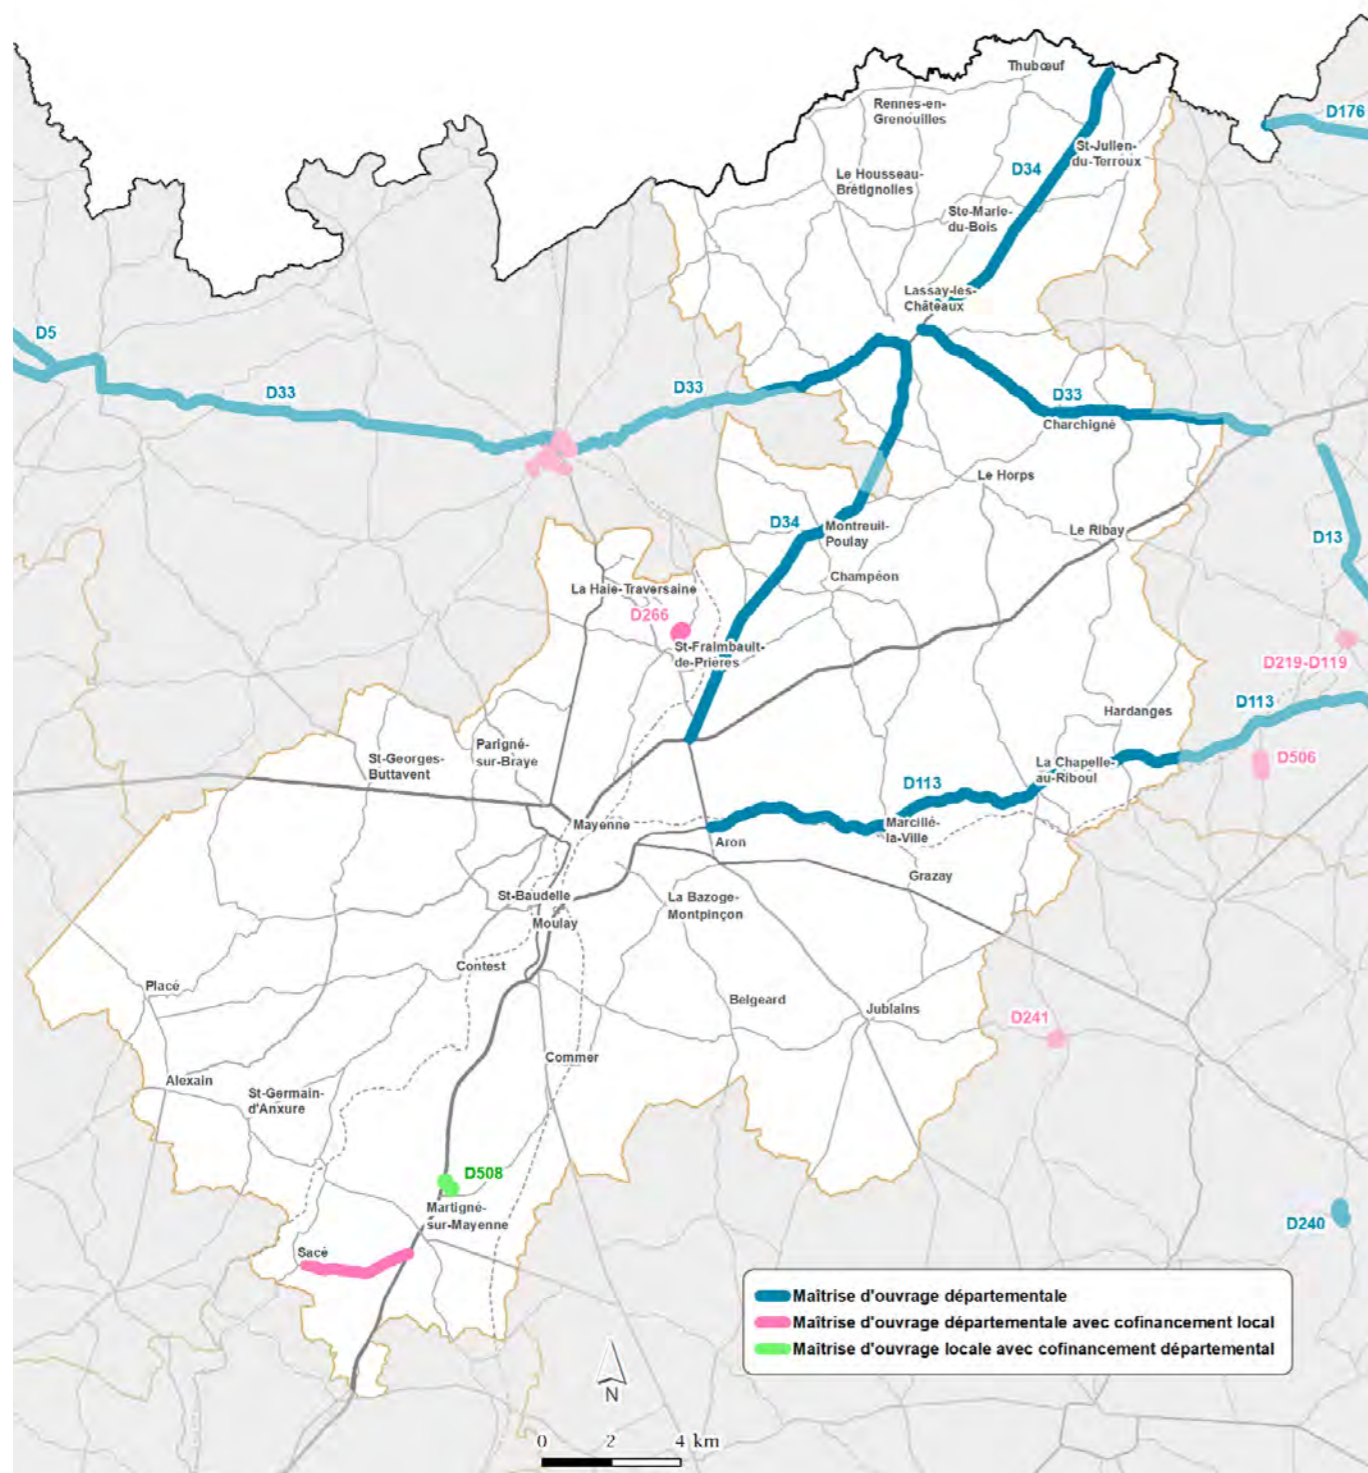 Thubœuf
Rennes-en-
Grenouilles
D176
St-Julien-
du-Terroux
D34
Le Housseau-
Brétignolles
Ste-Marie-
du-Bois
Lassay-les-
Châteaux
D5
D33
D33
D33
Charchigné
Le Horps
D34
Montreuil-
Poulay
Le Ribay
D13
Champéon
La Haie-Traversaine
D266
St-Fraimbault-
de-Prières
D219-D119
D113
Hardanges
Parigné-
sur-Braye
St-Georges-
Buttavent
La Chapelle-
au-Riboul
D506
D113
Mayenne
Marcillé-
la-Ville
Aron
Grazay
St-Baudelle
La Bazoge-
Montpinçon
Moulay
Contest
Placé
Belgeard
Jublains
D241
Commer
Alexain
St-Germain-
d'Anxure
D508
Martigné-
sur-Mayenne
D240
Sacé
Maîtrise d'ouvrage départementale
Maîtrise d'ouvrage départementale avec cofinancement local
Maîtrise d'ouvrage locale avec cofinancement départemental
N
0 2 4 km